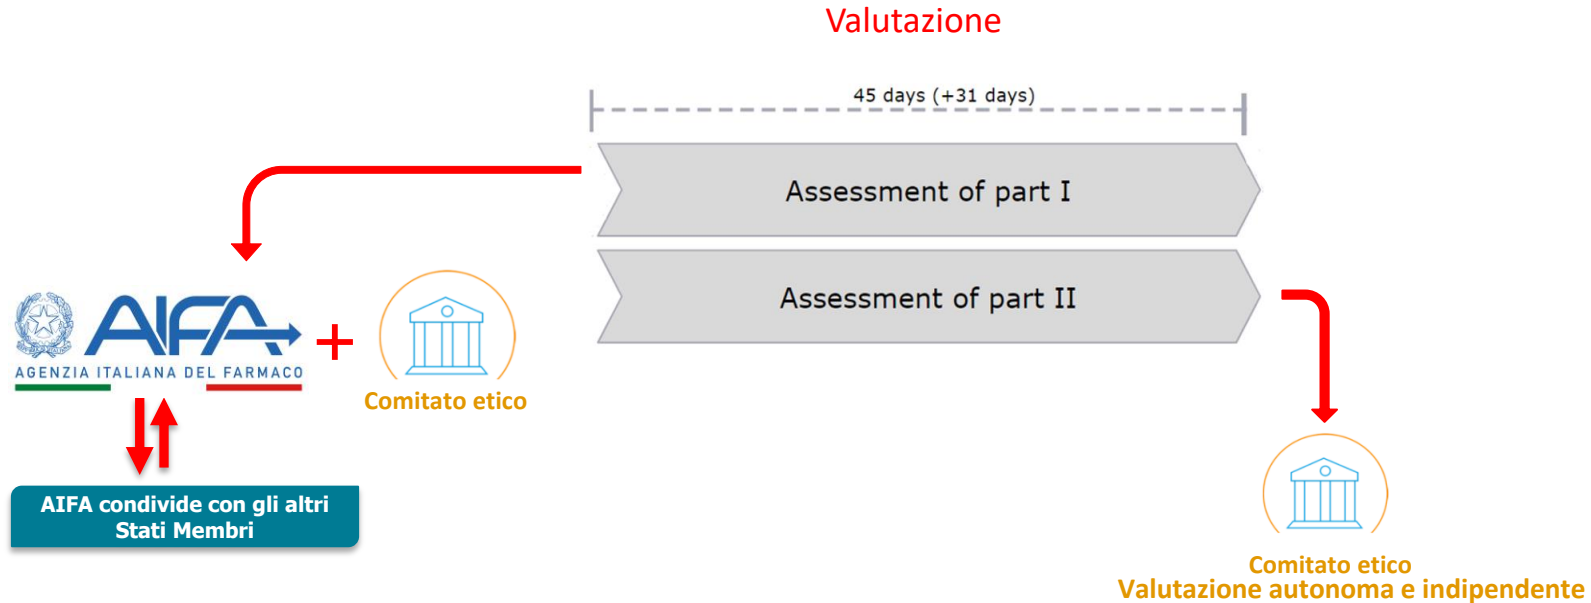 Valutazione
45 days (+31 days)
Assessment of part I
Assessment of part II
AIFA
AGENZIA ITALIANA DEL FARMACO
+
Comitato etico
AIFA condivide con gli altri
Stati Membri
Comitato etico
Valutazione autonoma e indipendente